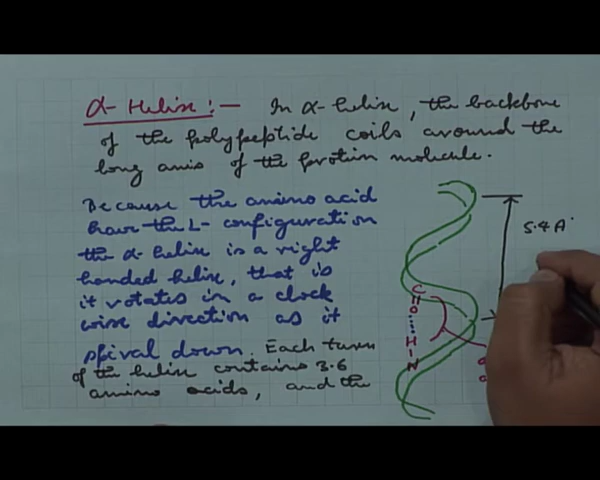 α- Helix :- In α-helix, the backbone
of the polypeptide coils around the
long axis of the protein molecule.
Because the amino acid
have the L- configuration
the α-helix is a right
handed helix, that is
it rotates in a clock
wise direction as it
spiral down. Each turn
of the helix contains 3.6
amino acids, and the
5.4 A°
C
O
H
N